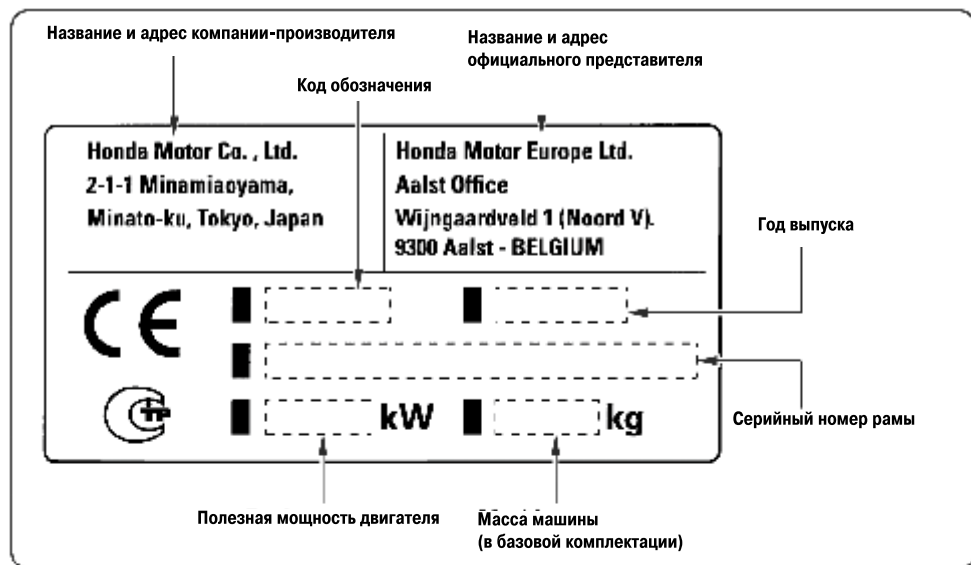 Название и адрес компании-производителя
Название и адрес
официального представителя
Код обозначения
Honda Motor Co., Ltd.
2-1-1 Minamiaoyama,
Minato-ku, Tokyo, Japan
Honda Motor Europe Ltd.
Aalst Office
Wijngaardveld 1 (Noord V).
9300 Aalst - BELGIUM
Год выпуска
CE
Серийный номер рамы
kW
kg
Полезная мощность двигателя
Масса машины
(в базовой комплектации)